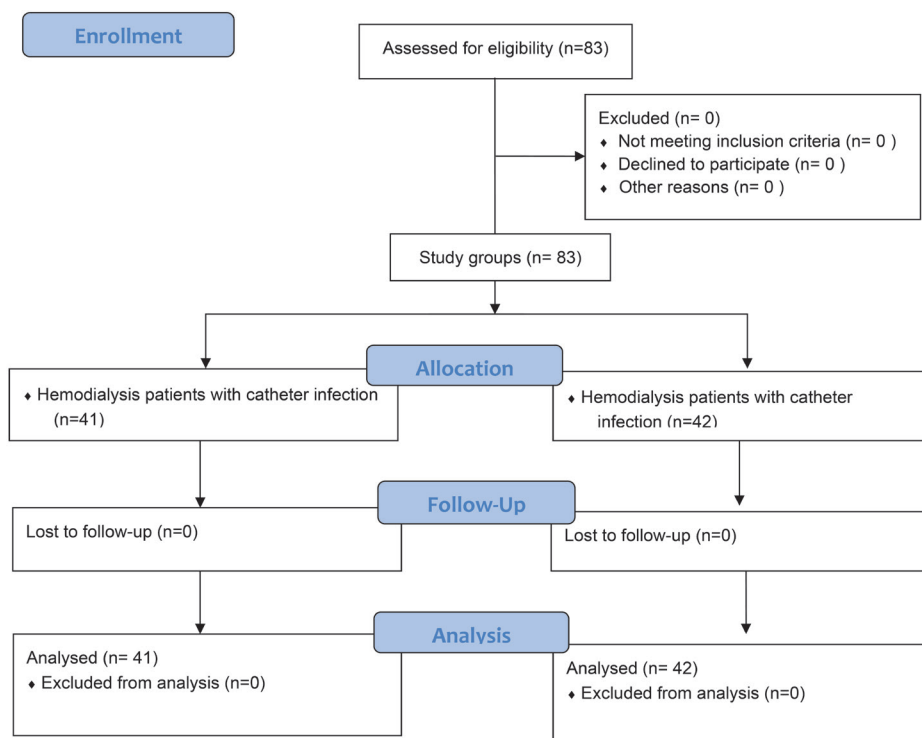 Enrollment
Assessed for eligibility (n=83)
Excluded (n= 0)
♦ Not meeting inclusion criteria (n= 0 )
♦ Declined to participate (n= 0 )
♦ Other reasons (n= 0 )
Study groups (n= 83)
Allocation
♦ Hemodialysis patients with catheter infection
(n=41)
♦ Hemodialysis patients with catheter
infection (n=42)
Follow-Up
Lost to follow-up (n=0)
Lost to follow-up (n=0)
Analysis
Analysed (n= 41)
♦ Excluded from analysis (n=0)
Analysed (n= 42)
♦ Excluded from analysis (n=0)